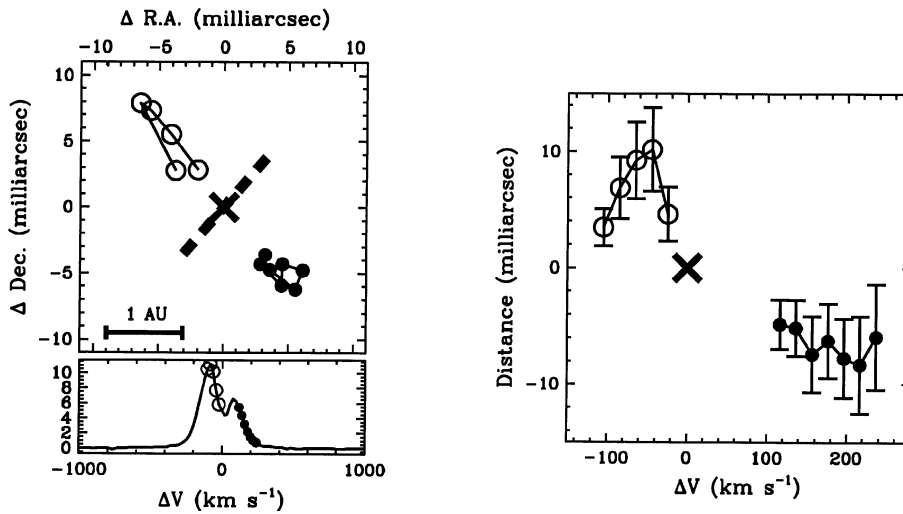 Δ R.A. (milliarcsec)
−10 −5 0 5 10
Δ Dec. (milliarcsec)
10
5
0
−5
−10
1 AU
10
8
6
4
2
0
−1000 0 1000
ΔV (km s⁻¹)
Distance (milliarcsec)
10
0
−10
−100 0 100 200
ΔV (km s⁻¹)